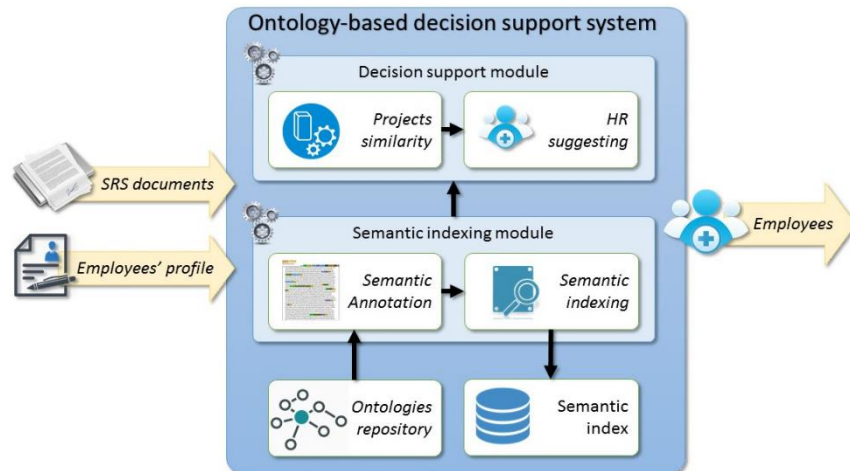 Ontology-based decision support system
Decision support module
Projects
similarity
HR
suggesting
SRS documents
Employees' profile
Semantic indexing module
Semantic
Annotation
Semantic
indexing
Employees
Ontologies
repository
Semantic
index